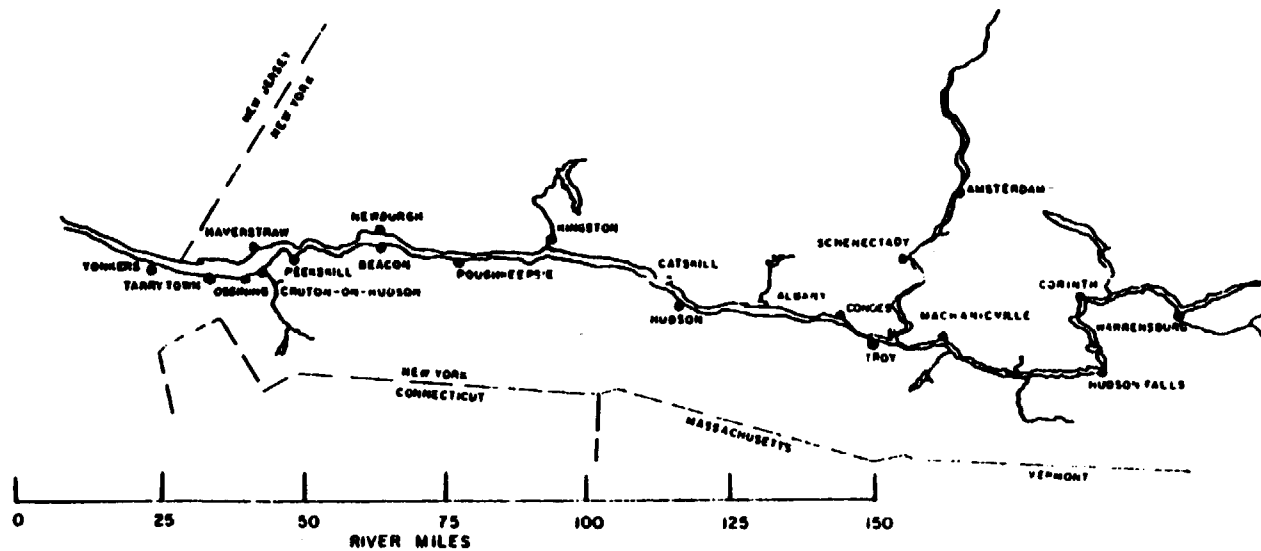 NEW JERSEY
NEW YORK
HAVERSTRAW
NEWBURGH
KINGSTON
AMSTERDAM
SCHENECTADY
YONKERS
TARRYTOWN
OSSINING
CROTON-ON-HUDSON
PEEKSKILL
BEACON
POUGHKEEPSIE
CATSKILL
HUDSON
ALBANY
COHOES
TROY
MACHANICVILLE
CORINTH
WARRENSBURG
HUDSON FALLS
NEW YORK
CONNECTICUT
MASSACHUSETTS
VERMONT
0 25 50 75 100 125 150
RIVER MILES